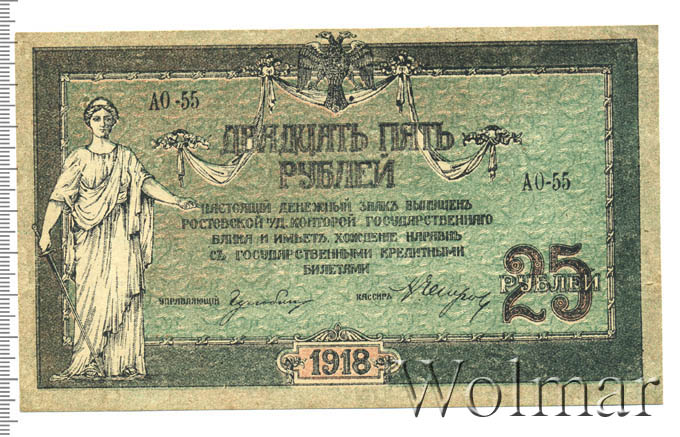 АО-55
ДВАДЦАТЬ ПЯТЬ
РУБЛЕЙ
АО-55
НАСТОЯЩІЙ ДЕНЕЖНЫЙ ЗНАКЪ ВЫПУЩЕНЪ
РОСТОВСКОЙ Н/Д. КОНТОРОЙ ГОСУДАРСТВЕННАГО
БАНКА И ИМѢЕТЪ ХОЖДЕНІЕ НАРАВНѢ
СЪ ГОСУДАРСТВЕННЫМИ КРЕДИТНЫМИ
БИЛЕТАМИ
25
РУБЛЕЙ
УПРАВЛЯЮЩІЙ
КАССИРЪ
1918
Wolmar